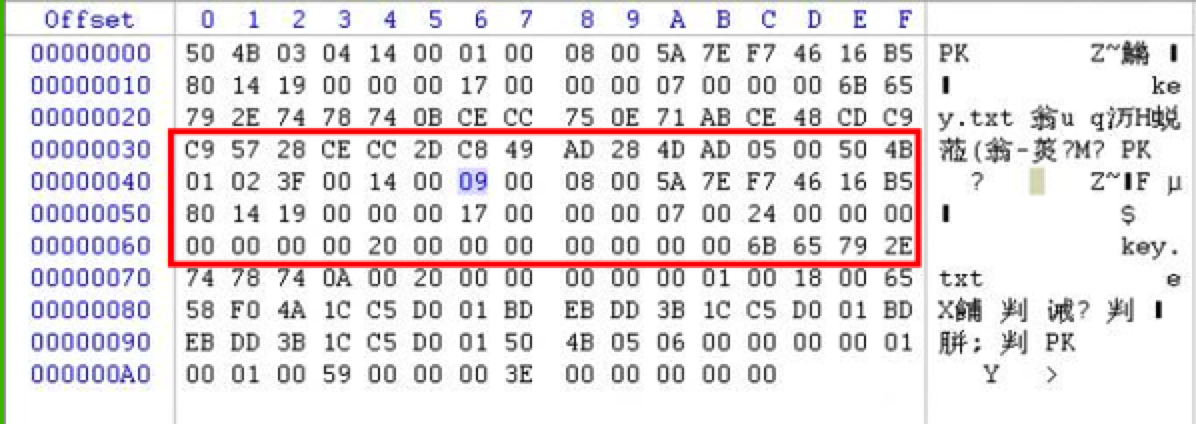 Offset 0 1 2 3 4 5 6 7 8 9 A B C D E F
00000000 50 4B 03 04 14 00 01 00 08 00 5A 7E F7 46 16 B5 PK Z~鱂
00000010 80 14 19 00 00 00 17 00 00 00 07 00 00 00 6B 65 ke
00000020 79 2E 74 78 74 0B CE CC 75 0E 71 AB CE 48 CD C9 y.txt 翁u q汅H蜕
00000030 C9 57 28 CE CC 2D C8 49 AD 28 4D AD 05 00 50 4B (翁-菼?M? PK
00000040 01 02 3F 00 14 00 09 00 08 00 5A 7E F7 46 16 B5 ? Z~ F µ
00000050 80 14 19 00 00 00 17 00 00 00 07 00 24 00 00 00 $
00000060 00 00 00 00 20 00 00 00 00 00 00 00 6B 65 79 2E key.
00000070 74 78 74 0A 00 20 00 00 00 00 00 01 00 18 00 65 txt e
00000080 58 F0 4A 1C C5 D0 01 BD EB DD 3B 1C C5 D0 01 BD X餔 判 诫? 判
00000090 EB DD 3B 1C C5 D0 01 50 4B 05 06 00 00 00 00 01 胼; 判 PK
000000A0 00 01 00 59 00 00 00 3E 00 00 00 00 00 Y >